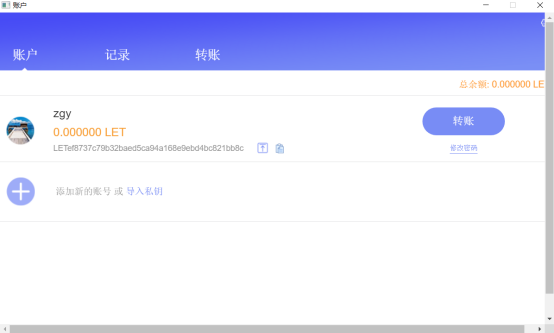 账户
账户 记录 转账
总余额: 0.000000 LE
zgy
0.000000 LET
转账
LETef8737c79b32baed5ca94a168e9ebd4bc821bb8c
修改密码
添加新的账号 或 导入私钥